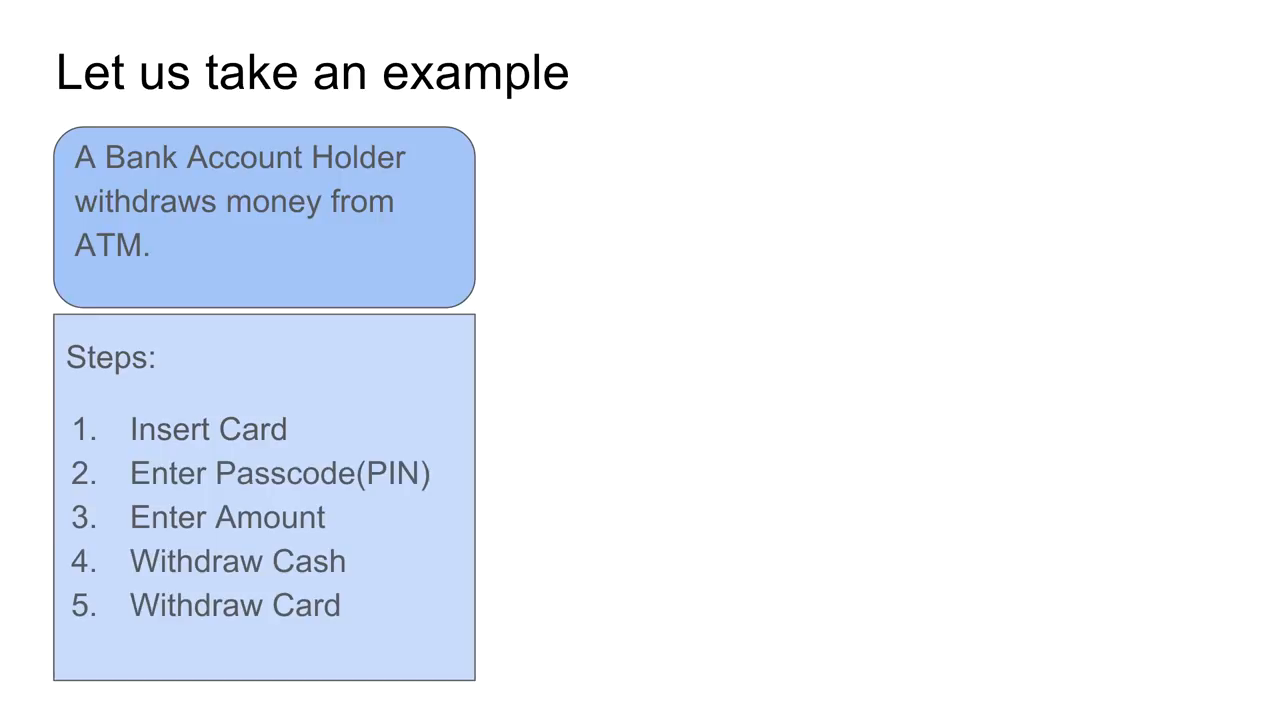 Let us take an example
A Bank Account Holder
withdraws money from
ATM.
Steps:
1. Insert Card
2. Enter Passcode(PIN)
3. Enter Amount
4. Withdraw Cash
5. Withdraw Card